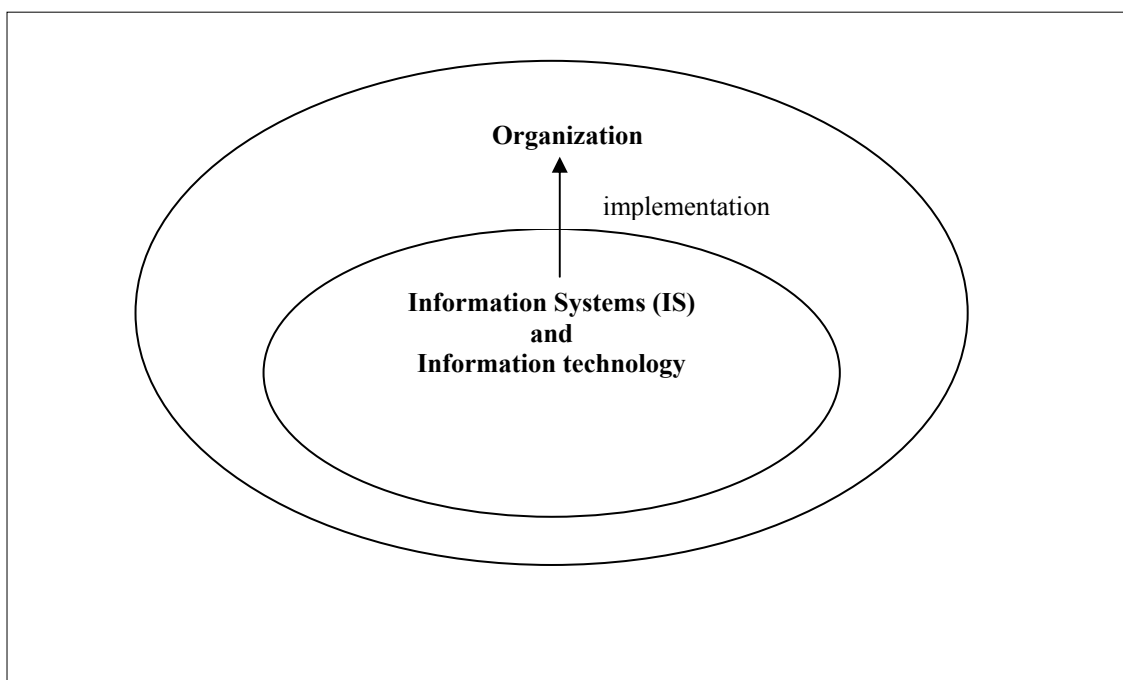 Organization
implementation
Information Systems (IS)
and
Information technology